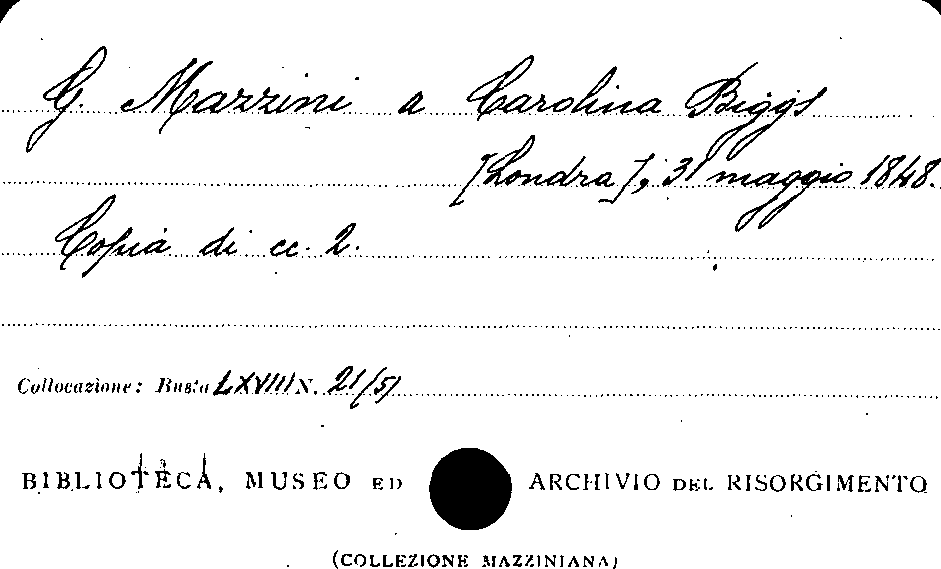 G. Mazzini a Carolina Biggs
[Londra], 31 maggio 1848.
Copia di cc. 2.
Collocazione: Busta LXVIII N. 21/5)
BIBLIOTECA, MUSEO ED ARCHIVIO DEL RISORGIMENTO
(COLLEZIONE MAZZINIANA)